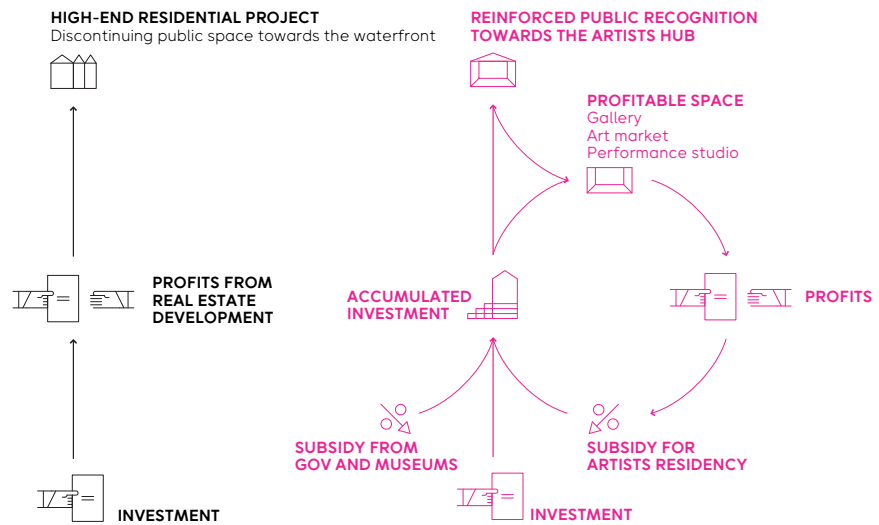 HIGH-END RESIDENTIAL PROJECT
Discontinuing public space towards the waterfront
PROFITS FROM
REAL ESTATE
DEVELOPMENT
INVESTMENT
REINFORCED PUBLIC RECOGNITION
TOWARDS THE ARTISTS HUB
PROFITABLE SPACE
Gallery
Art market
Performance studio
ACCUMULATED
INVESTMENT
PROFITS
SUBSIDY FROM
GOV AND MUSEUMS
SUBSIDY FOR
ARTISTS RESIDENCY
INVESTMENT